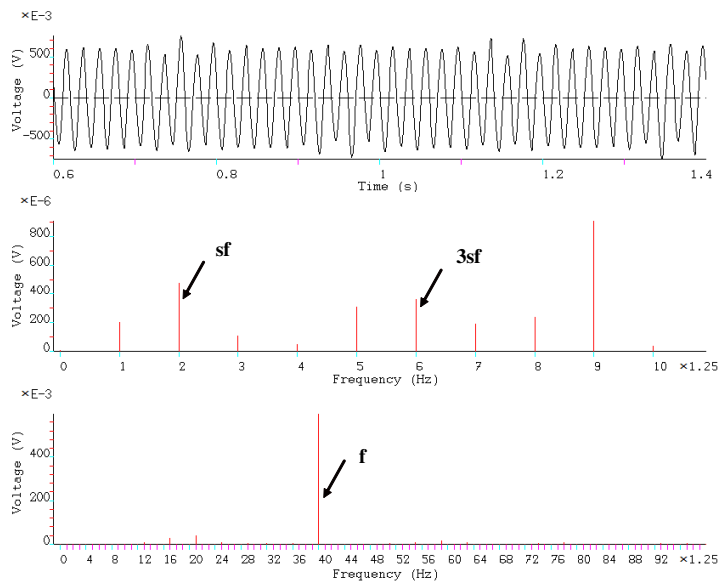 ×E-3
500
0
-500
Voltage (V)
0.6 0.8 1 1.2 1.4
Time (s)
×E-6
800
600
400
200
0
Voltage (V)
sf
3sf
0 1 2 3 4 5 6 7 8 9 10 ×1.25
Frequency (Hz)
×E-3
400
200
0
Voltage (V)
f
0 4 8 12 16 20 24 28 32 36 40 44 48 52 56 60 64 68 72 76 80 84 88 92 ×1.25
Frequency (Hz)